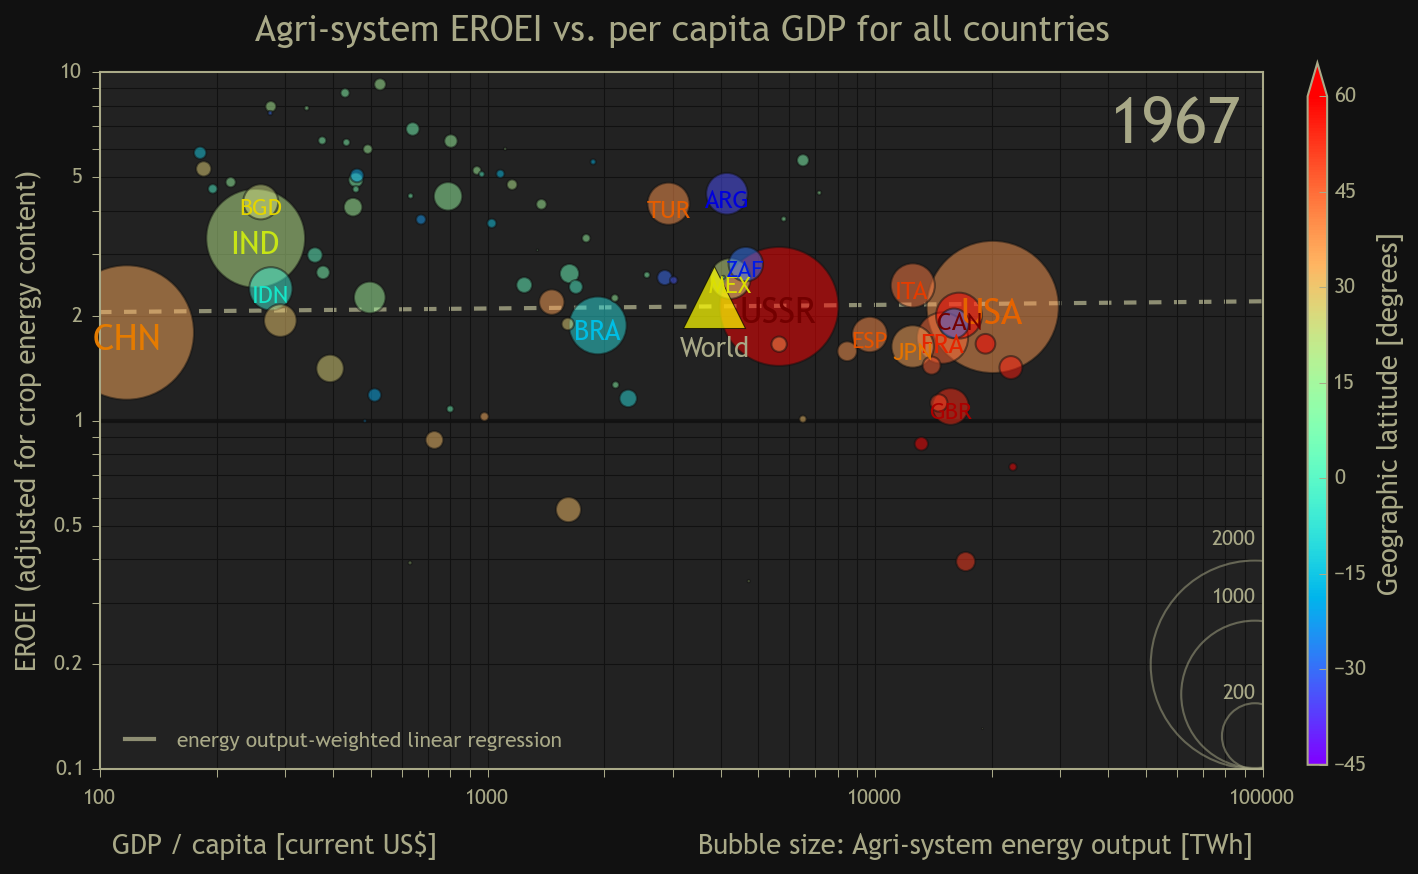 Agri-system EROEI vs. per capita GDP for all countries
1967
EROEI (adjusted for crop energy content)
10
5
2
1
0.5
0.2
0.1
BGD
IND
IDN
CHN
TUR
ARG
ZAF
MEX
USSR
World
BRA
ITA
USA
CAN
ESP
JPN
FRA
GBR
2000
1000
200
energy output-weighted linear regression
100
1000
10000
100000
GDP / capita [current US$]
Bubble size: Agri-system energy output [TWh]
60
45
30
15
0
−15
−30
−45
Geographic latitude [degrees]